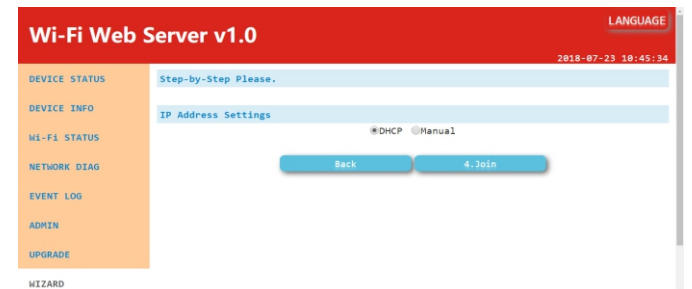 LANGUAGE
Wi-Fi Web Server v1.0
2018-07-23 10:45:34
DEVICE STATUS
DEVICE INFO
Wi-Fi STATUS
NETWORK DIAG
EVENT LOG
ADMIN
UPGRADE
WIZARD
Step-by-Step Please.
IP Address Settings
DHCP Manual
Back 4.Join